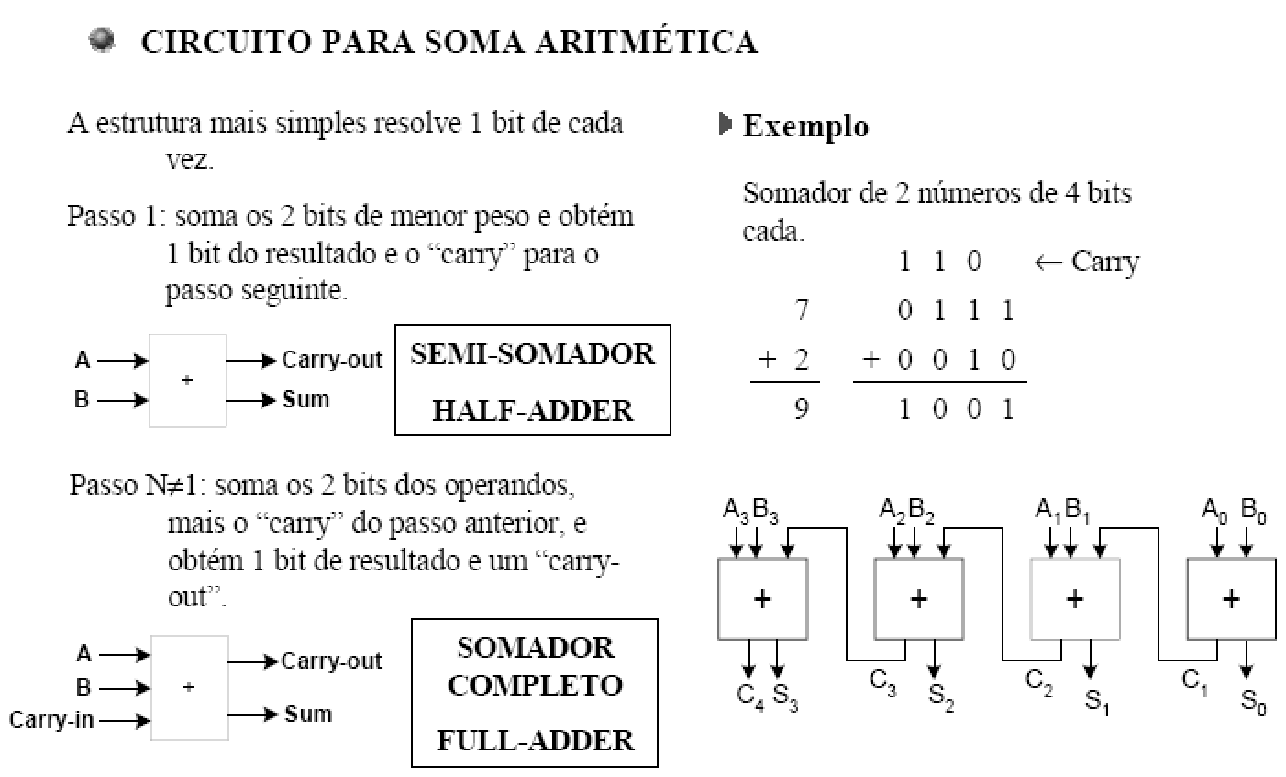 CIRCUITO PARA SOMA ARITMÉTICA
A estrutura mais simples resolve 1 bit de cada
vez.
Passo 1: soma os 2 bits de menor peso e obtém
1 bit do resultado e o “carry” para o
passo seguinte.
A
B
+
Carry-out
Sum
SEMI-SOMADOR
HALF-ADDER
Passo N≠1: soma os 2 bits dos operandos,
mais o “carry” do passo anterior, e
obtém 1 bit de resultado e um “carry-
out”.
A
B
Carry-in
+
Carry-out
Sum
SOMADOR
COMPLETO
FULL-ADDER
Exemplo
Somador de 2 números de 4 bits
cada.
1 1 0 ← Carry
7 0 1 1 1
+ 2 + 0 0 1 0
9 1 0 0 1
A₃ B₃ A₂ B₂ A₁ B₁ A₀ B₀
+ + + +
C₄ S₃ C₃ S₂ C₂ S₁ C₁ S₀